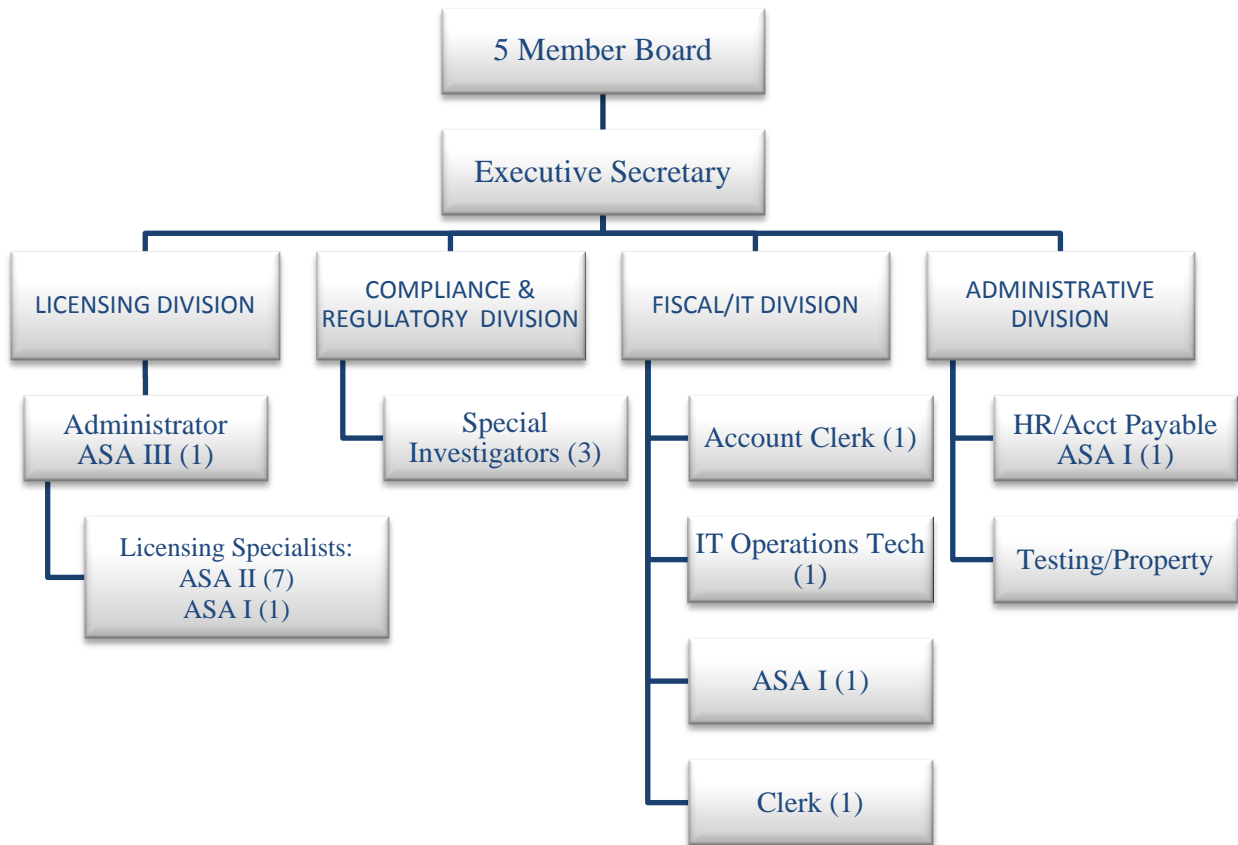 5 Member Board
Executive Secretary
LICENSING DIVISION
COMPLIANCE &
REGULATORY DIVISION
FISCAL/IT DIVISION
ADMINISTRATIVE
DIVISION
Administrator
ASA III (1)
Licensing Specialists:
ASA II (7)
ASA I (1)
Special
Investigators (3)
Account Clerk (1)
IT Operations Tech
(1)
ASA I (1)
Clerk (1)
HR/Acct Payable
ASA I (1)
Testing/Property